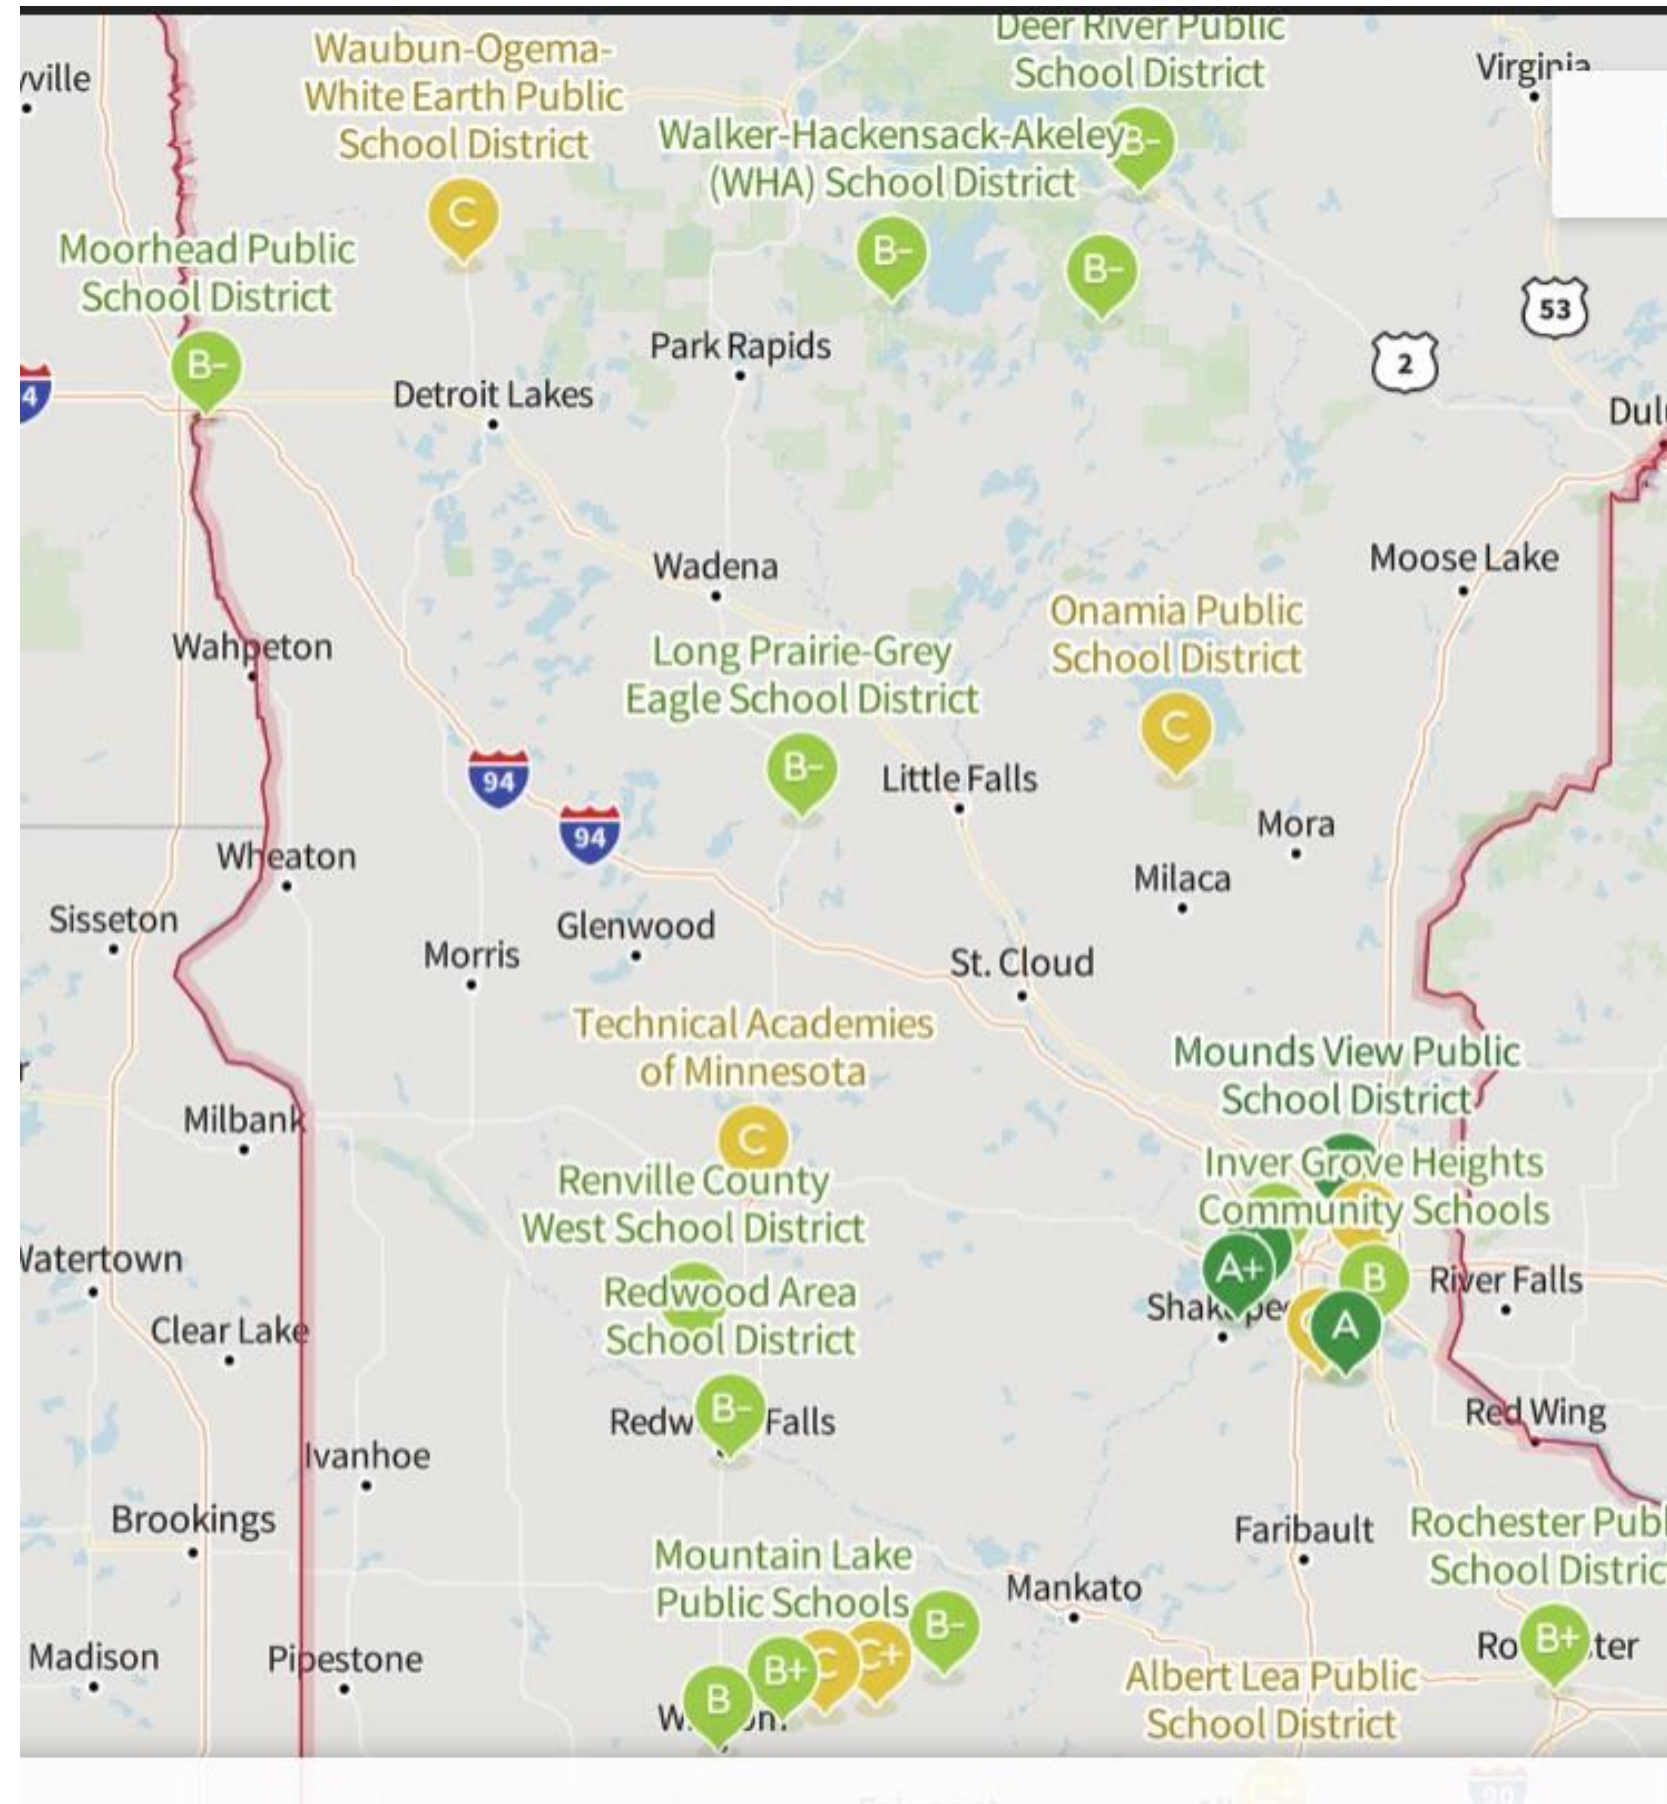 Deer River Public
School District
Waubun-Ogema-
White Earth Public
School District
Virginia
Walker-Hackensack-Akeley
(WHA) School District
B-
C
B-
B-
Moorhead Public
School District
B-
53
2
Park Rapids
Detroit Lakes
4
Wadena
Moose Lake
Onamia Public
School District
C
Wahpeton
Long Prairie-Grey
Eagle School District
B-
Little Falls
94
94
Mora
Wheaton
Milaca
Sisseton
Glenwood
Morris
St. Cloud
Technical Academies
of Minnesota
C
Mounds View Public
School District
Milbank
Inver Grove Heights
Community Schools
Renville County
West School District
A+
B
A
River Falls
Redwood Area
School District
Clear Lake
B-
Falls
Red Wing
Ivanhoe
Brookings
Faribault
Rochester
School
Mountain Lake
Public Schools
B-
Mankato
B+
C
C+
B
B+
Madison
Pipestone
Albert Lea Public
School District